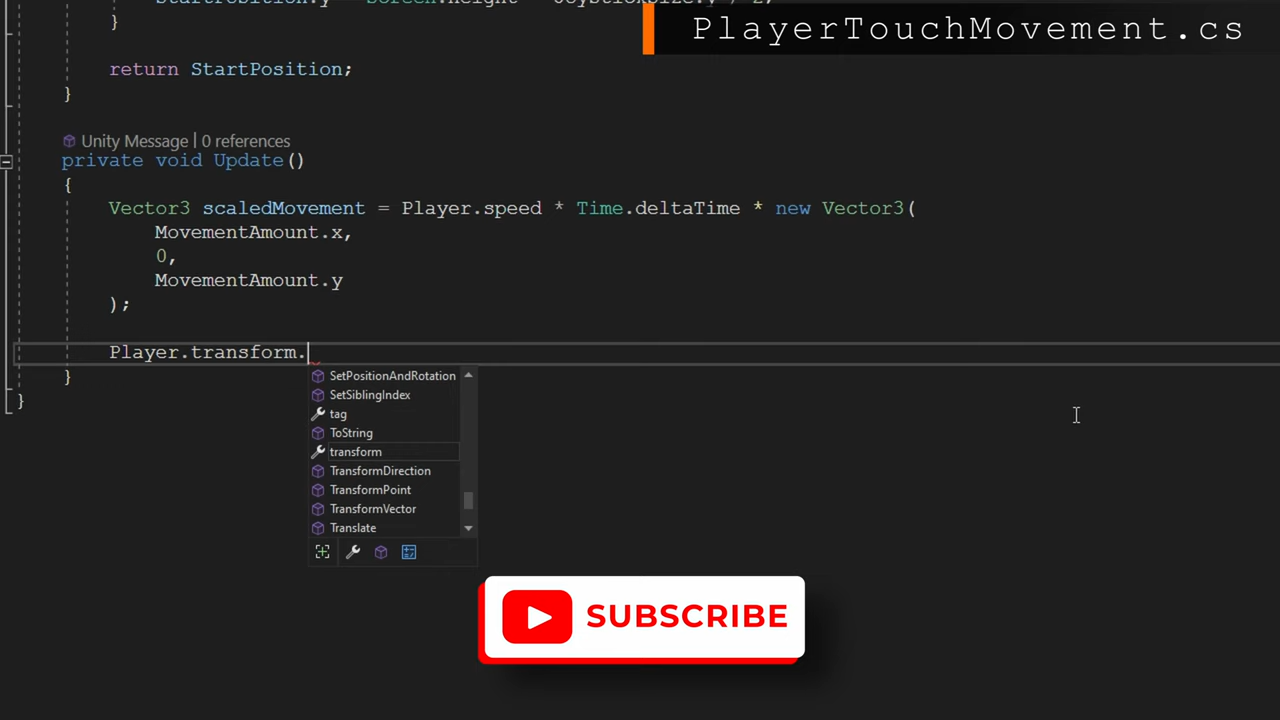 PlayerTouchMovement.cs
}
return StartPosition;
}
Unity Message | 0 references
private void Update()
{
Vector3 scaledMovement = Player.speed * Time.deltaTime * new Vector3(
MovementAmount.x,
0,
MovementAmount.y
);
Player.transform.
}
}
SetPositionAndRotation
SetSiblingIndex
tag
ToString
transform
TransformDirection
TransformPoint
TransformVector
Translate
SUBSCRIBE